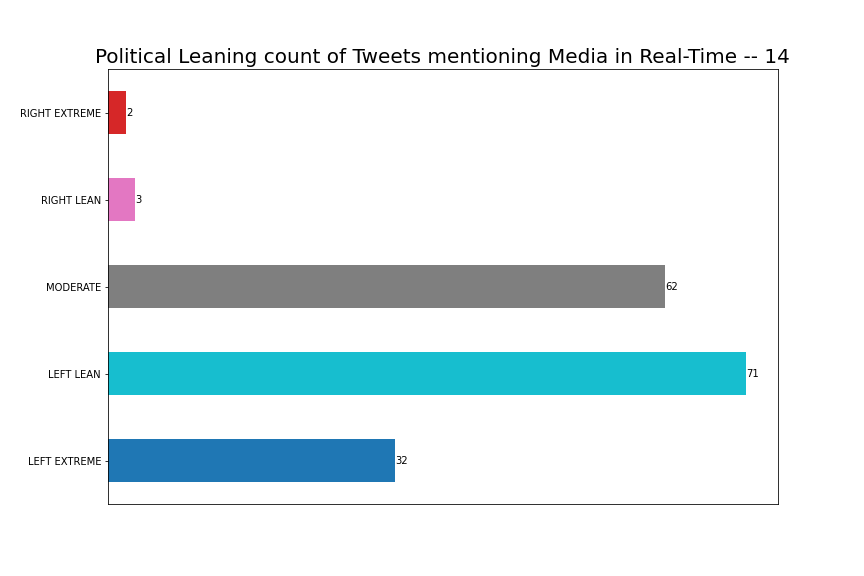 Political Leaning count of Tweets mentioning Media in Real-Time -- 14
RIGHT EXTREME 2
RIGHT LEAN 3
MODERATE 62
LEFT LEAN 71
LEFT EXTREME 32